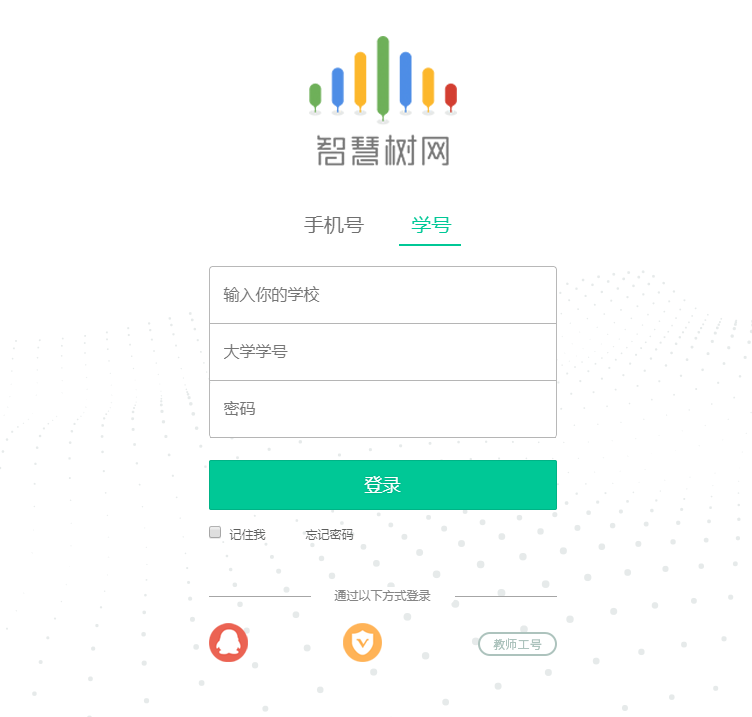 智慧树网
手机号 学号
输入你的学校
大学学号
密码
登录
记住我 忘记密码
通过以下方式登录
教师工号